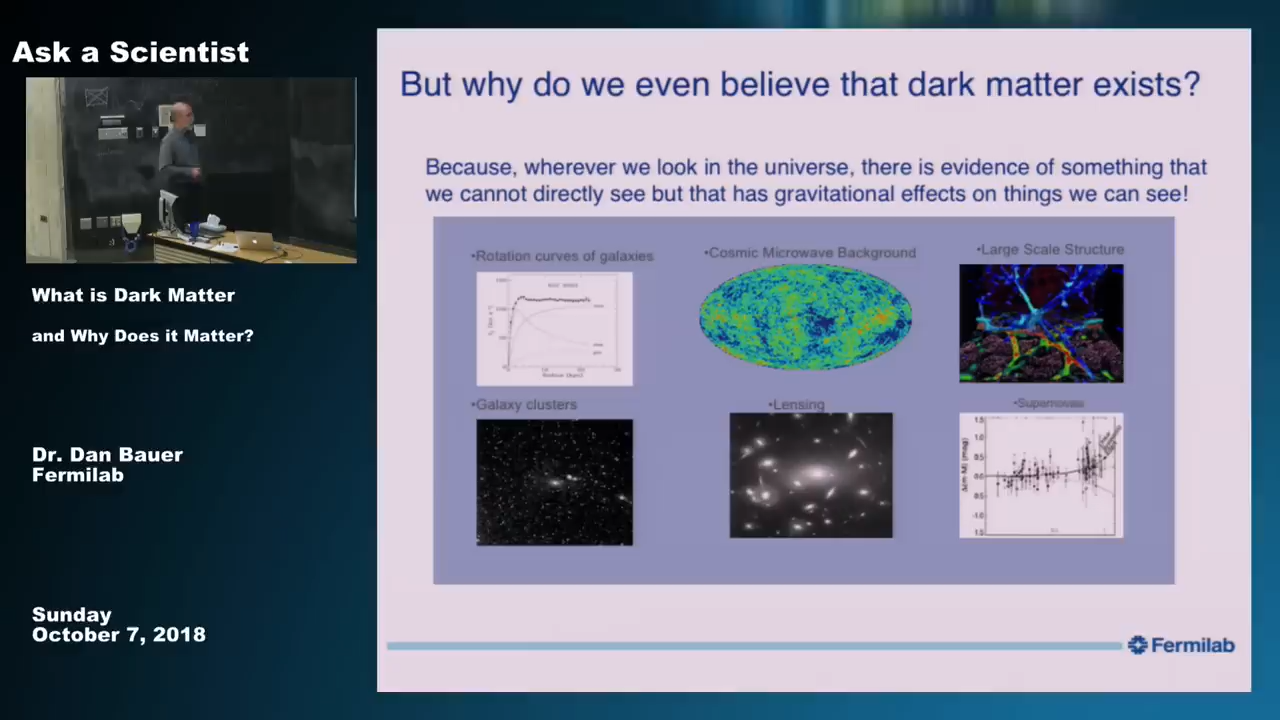 Ask a Scientist
What is Dark Matter
and Why Does it Matter?
Dr. Dan Bauer
Fermilab
Sunday
October 7, 2018
But why do we even believe that dark matter exists?
Because, wherever we look in the universe, there is evidence of something that
we cannot directly see but that has gravitational effects on things we can see!
•Rotation curves of galaxies
•Cosmic Microwave Background
•Large Scale Structure
•Galaxy clusters
•Lensing
•Supernovae
Fermilab